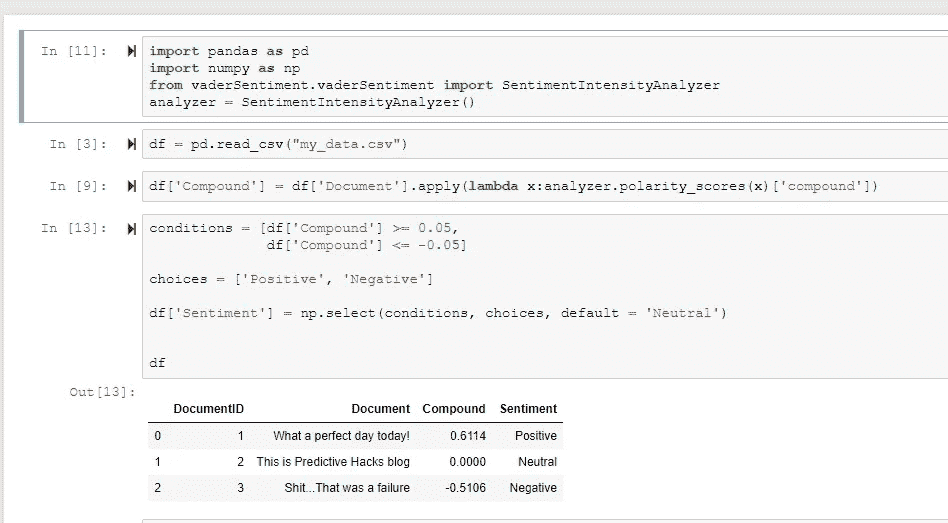 In [11]:
import pandas as pd
import numpy as np
from vaderSentiment.vaderSentiment import SentimentIntensityAnalyzer
analyzer = SentimentIntensityAnalyzer()
In [3]:
df = pd.read_csv("my_data.csv")
In [9]:
df['Compound'] = df['Document'].apply(lambda x:analyzer.polarity_scores(x)['compound'])
In [13]:
conditions = [df['Compound'] >= 0.05,
df['Compound'] <= -0.05]
choices = ['Positive', 'Negative']
df['Sentiment'] = np.select(conditions, choices, default = 'Neutral')
df
Out[13]:
DocumentID Document Compound Sentiment
0 1 What a perfect day today! 0.6114 Positive
1 2 This is Predictive Hacks blog 0.0000 Neutral
2 3 Shit...That was a failure -0.5106 Negative